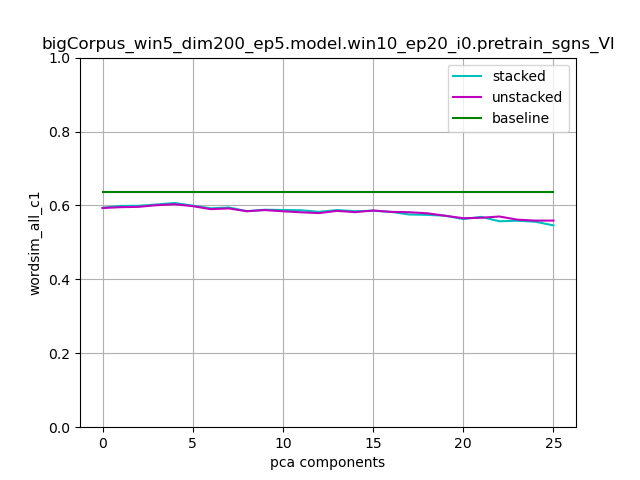 bigCorpus_win5_dim200_ep5.model.win10_ep20_i0.pretrain_sgns_VI
stacked
unstacked
baseline
1.0
0.8
0.6
0.4
0.2
0.0
wordsim_all_c1
0 5 10 15 20 25
pca components